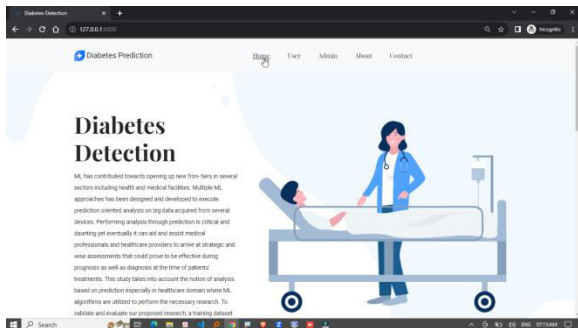 Diabetes Detection
127.0.0.1:8000
Incognito
Diabetes Prediction
Home User Admin About Contact
Diabetes
Detection
ML has contributed towards opening up new fron- tiers in several
sectors including health and medical facilities. Multiple ML
approaches has been designed and developed to execute
prediction oriented analysis on big data acquired from several
devices. Performing analysis through prediction is critical and
daunting yet eventually it can aid and assist medical
professionals and healthcare providers to arrive at strategic and
wise assessments that could prove to be effective during
prognosis as well as diagnosis at the time of patients'
treatments. This study takes into account the notion of analysis
based on prediction especially in healthcare domain where ML
algorithms are utilized to perform the necessary research. To
validate and evaluate our proposed research, a training dataset
Search
ENG 07:13AM